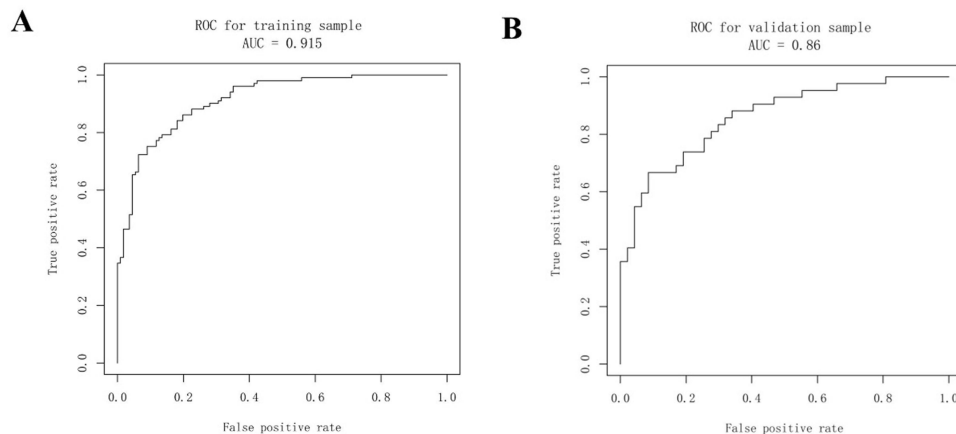 A
ROC for training sample
AUC = 0.915
True positive rate
1.0
0.8
0.6
0.4
0.2
0.0
0.0 0.2 0.4 0.6 0.8 1.0
False positive rate
B
ROC for validation sample
AUC = 0.86
True positive rate
1.0
0.8
0.6
0.4
0.2
0.0
0.0 0.2 0.4 0.6 0.8 1.0
False positive rate